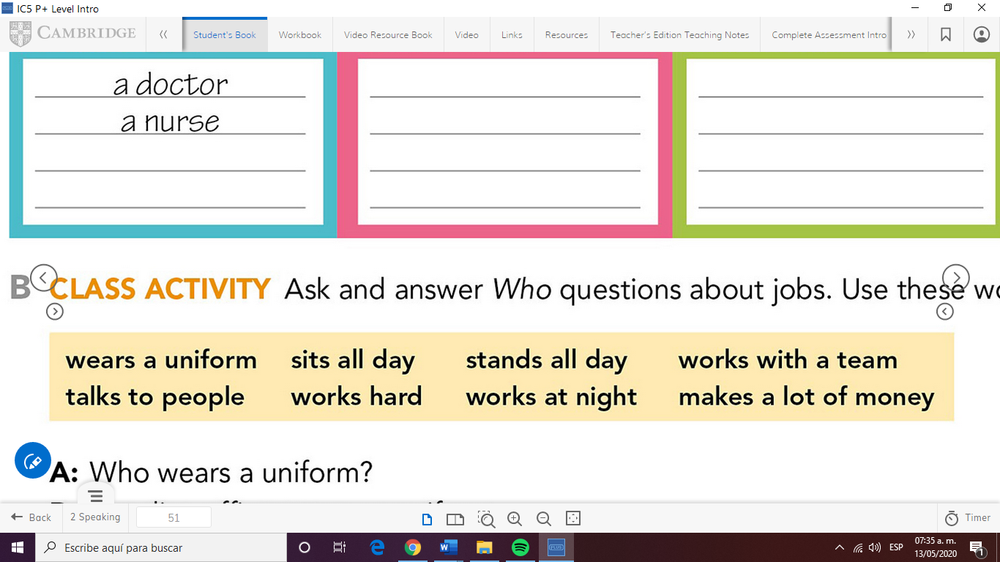 IC5 P+ Level Intro
CAMBRIDGE
Student's Book
Workbook
Video Resource Book
Video
Links
Resources
Teacher's Edition Teaching Notes
Complete Assessment Intro
a doctor
a nurse
B CLASS ACTIVITY Ask and answer Who questions about jobs. Use these
wears a uniform sits all day stands all day works with a team
talks to people works hard works at night makes a lot of money
A: Who wears a uniform?
Back
2 Speaking
51
Timer
Escribe aquí para buscar
PLUS
ESP
07:35 a. m.
13/05/2020
1